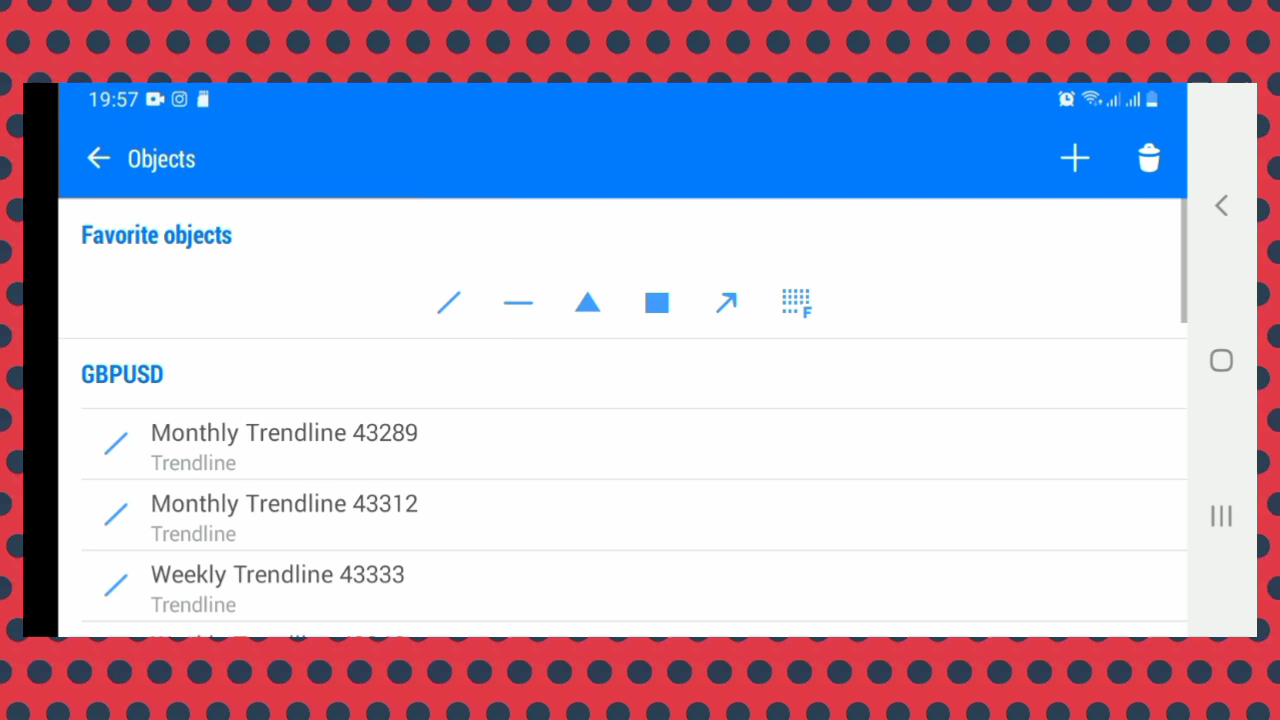 19:57
Objects
Favorite objects
F
GBPUSD
Monthly Trendline 43289
Trendline
Monthly Trendline 43312
Trendline
Weekly Trendline 43333
Trendline